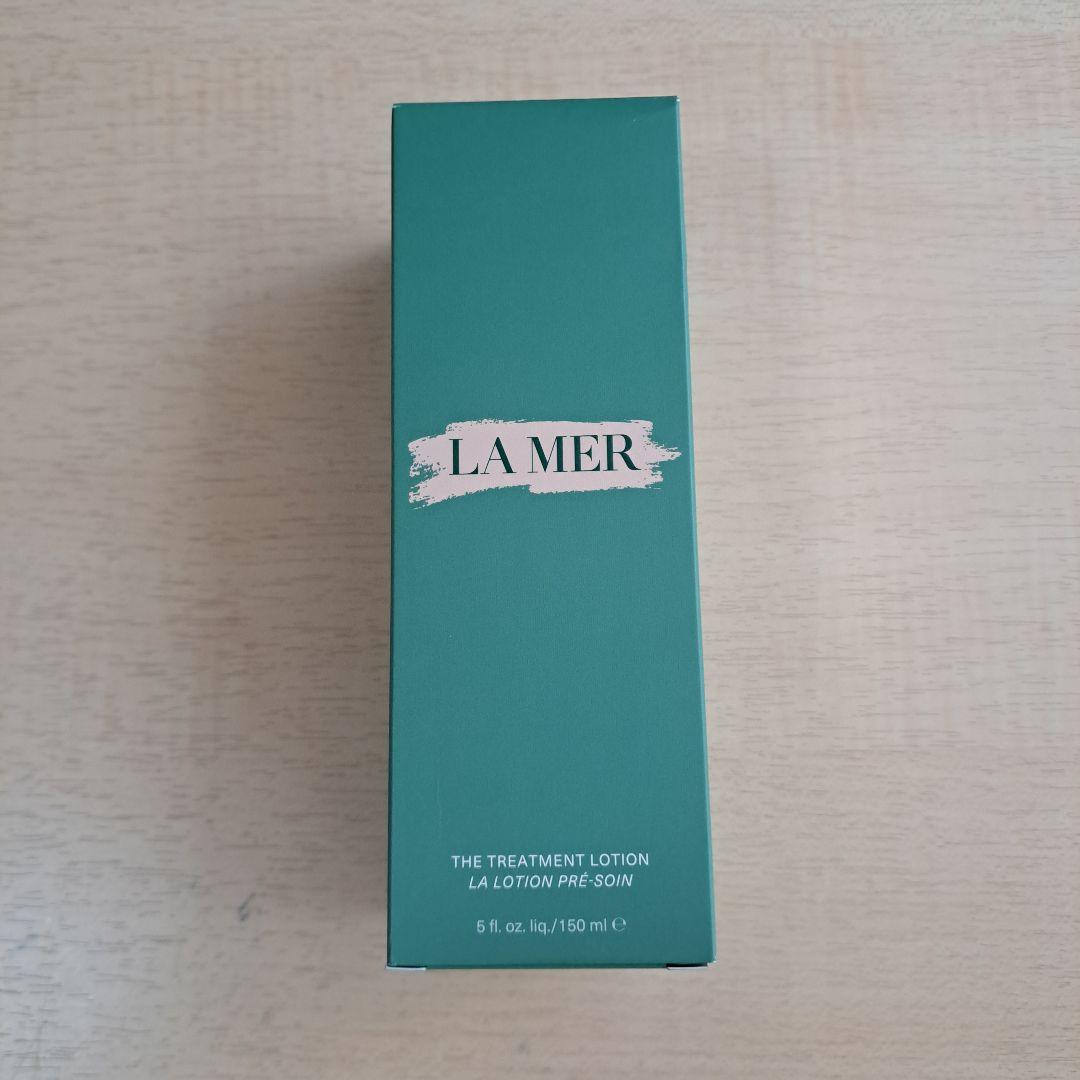 LA MER
THE TREATMENT LOTION
LA LOTION PRÉ-SOIN
5 fl. oz. liq./150 ml ℮